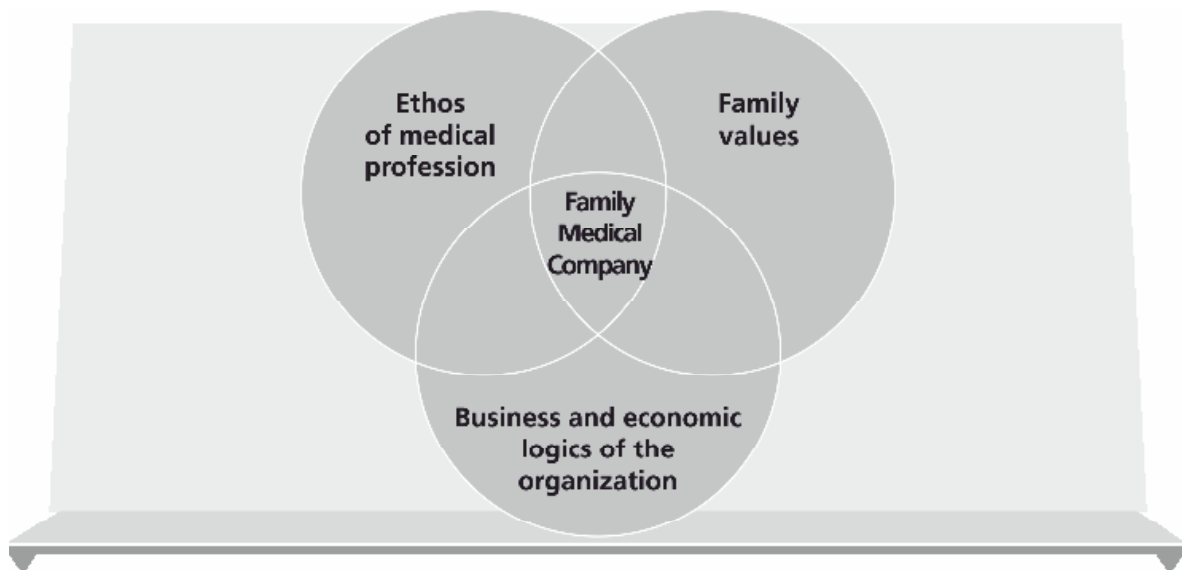 Ethos
of medical
profession
Family
values
Family
Medical
Company
Business and economic
logics of the
organization